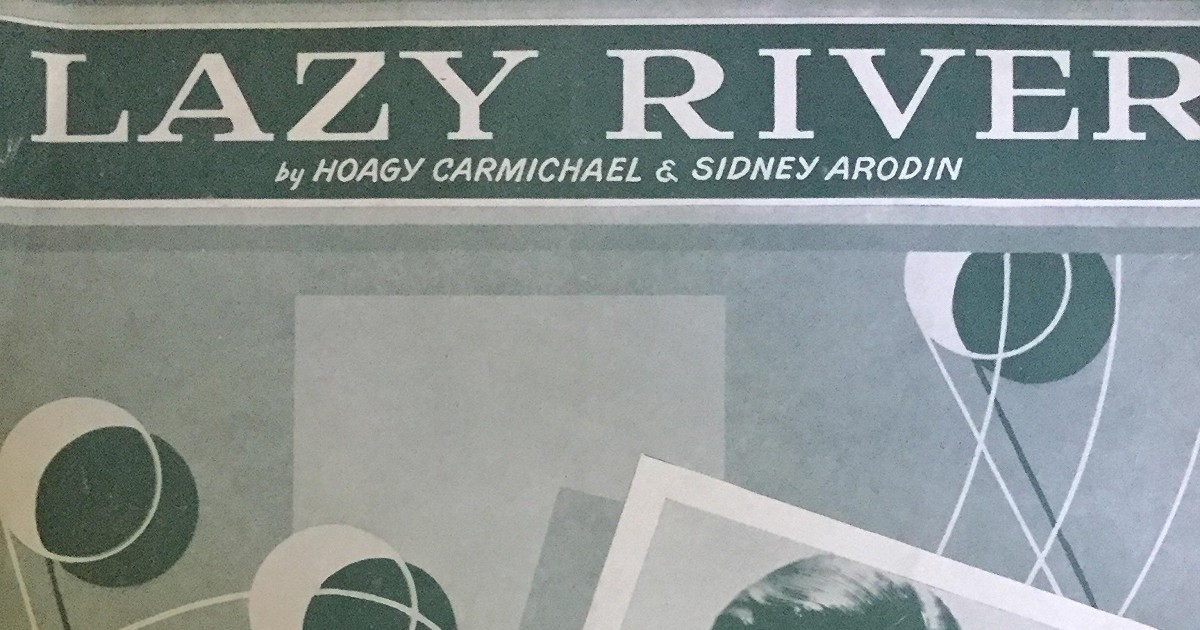 LAZY RIVER
by HOAGY CARMICHAEL & SIDNEY ARODIN